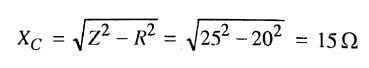 X_C = √(Z² − R²) = √(25² − 20²) = 15 Ω